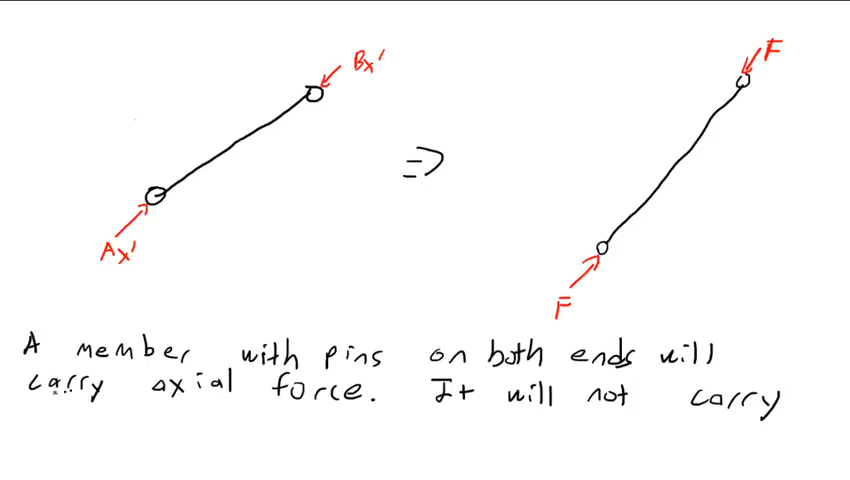 Bx'
F
Ax'
F
A member with pins on both ends will
carry axial force. It will not carry